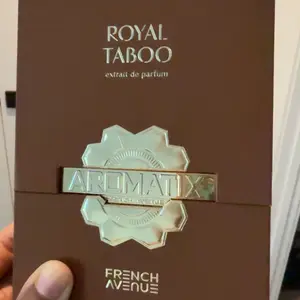 ROYAL
TABOO
extrait de parfum
AROMATIX
FRENCH
AVENUE